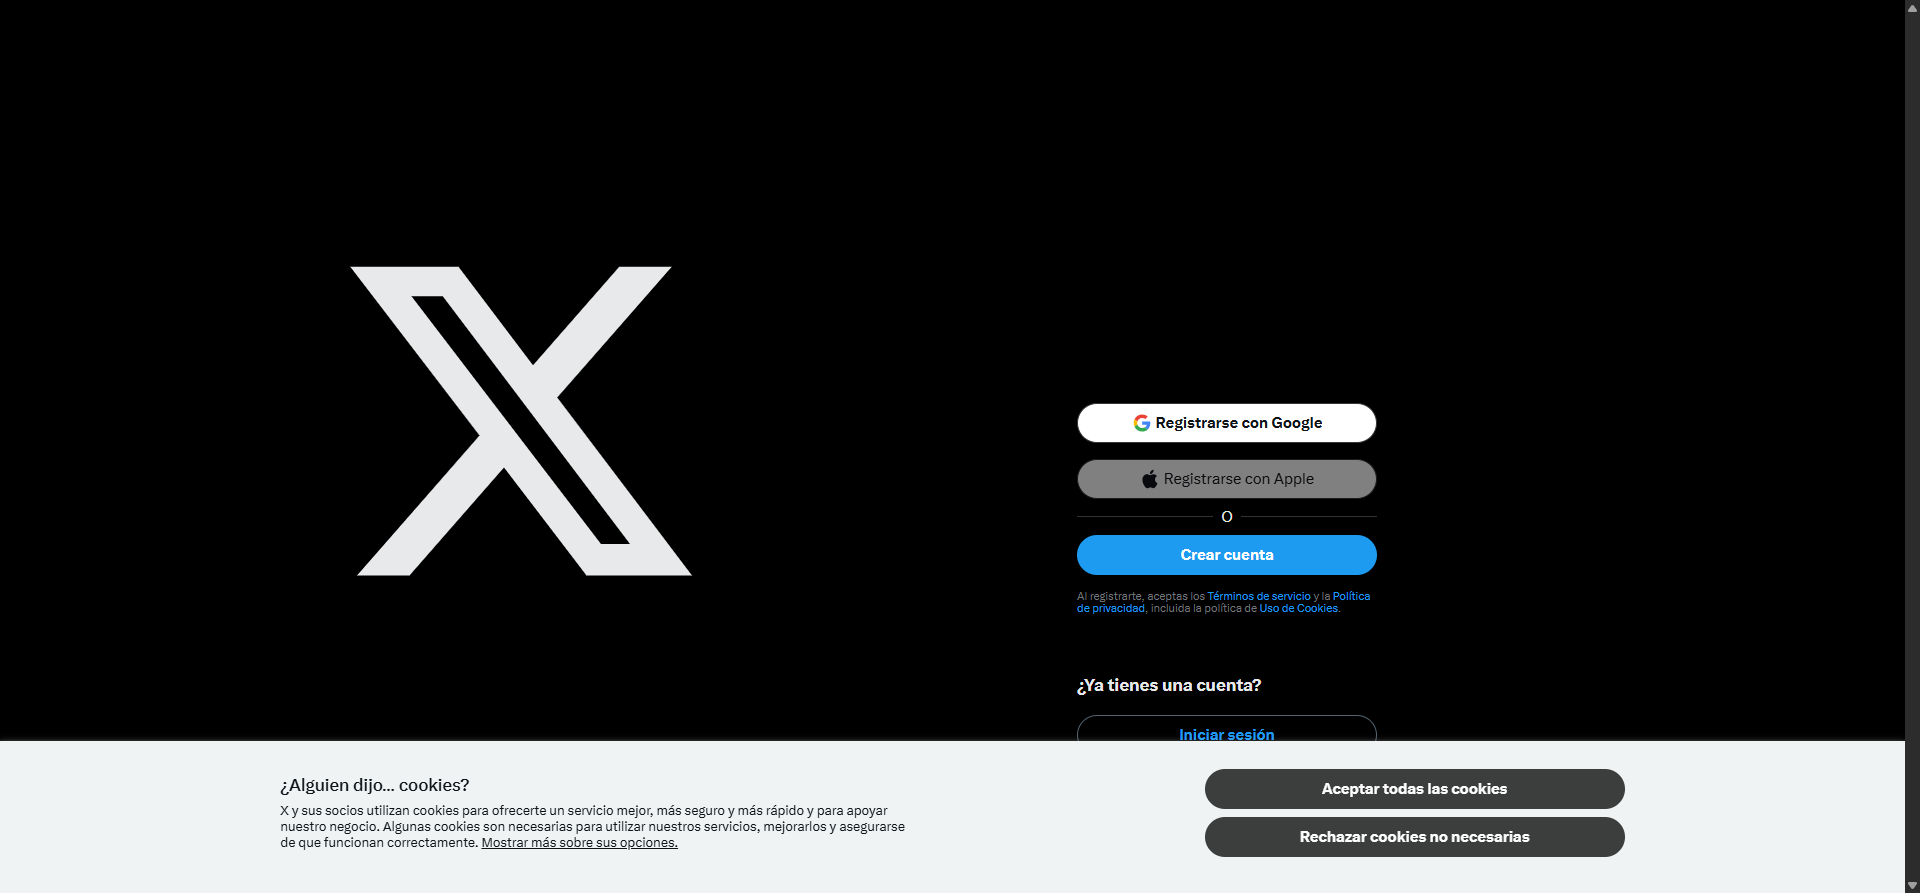 Registrarse con Google
Registrarse con Apple
O
Crear cuenta
Al registrarte, aceptas los Términos de servicio y la Política
de privacidad, incluida la política de Uso de Cookies.
¿Ya tienes una cuenta?
Iniciar sesión
¿Alguien dijo... cookies?
X y sus socios utilizan cookies para ofrecerte un servicio mejor, más seguro y más rápido y para apoyar
nuestro negocio. Algunas cookies son necesarias para utilizar nuestros servicios, mejorarlos y asegurarse
de que funcionan correctamente. Mostrar más sobre sus opciones.
Aceptar todas las cookies
Rechazar cookies no necesarias